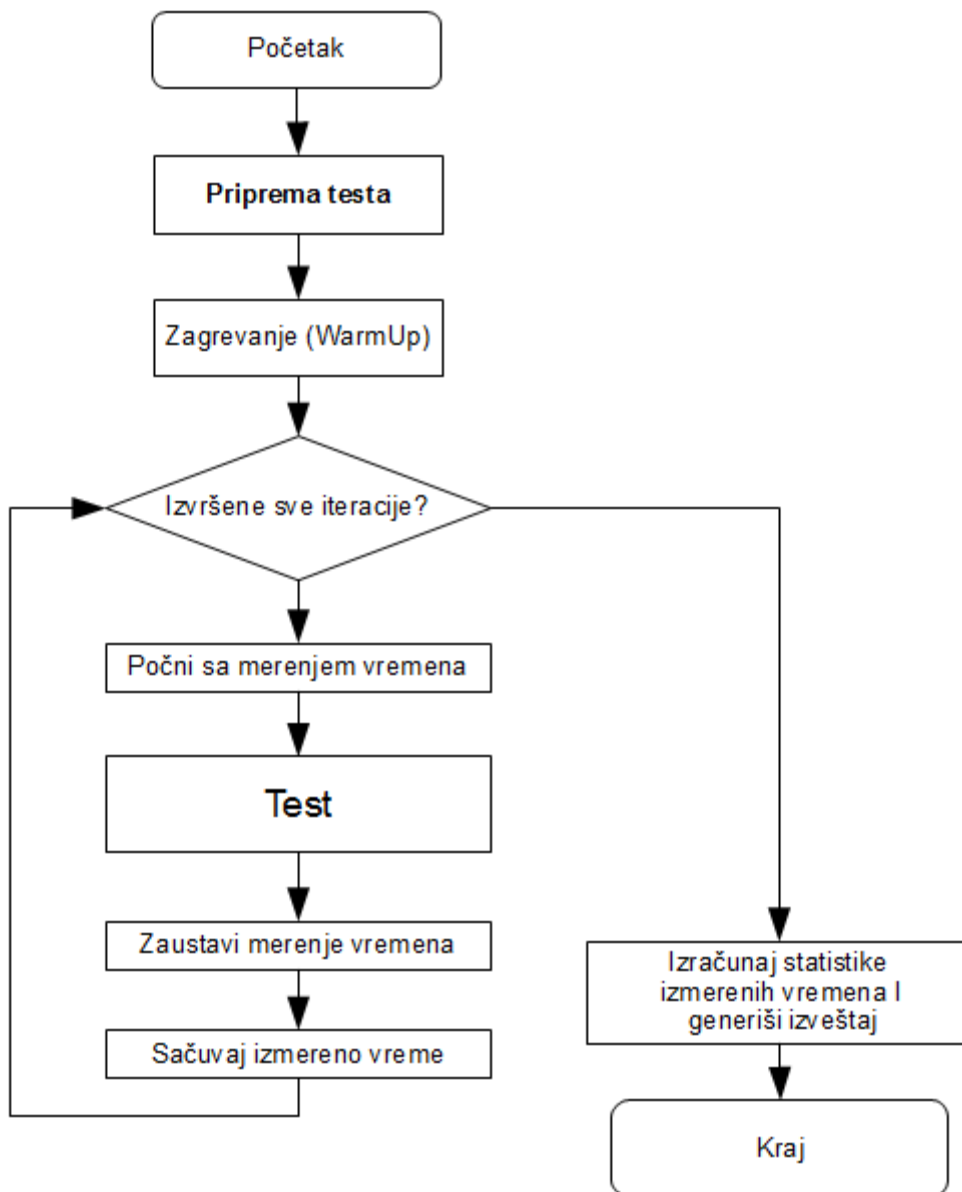 Početak
Priprema testa
Zagrevanje (WarmUp)
Izvršene sve iteracije?
Počni sa merenjem vremena
Test
Zaustavi merenje vremena
Sačuvaj izmereno vreme
Izračunaj statistike
izmerenih vremena I
generiši izveštaj
Kraj